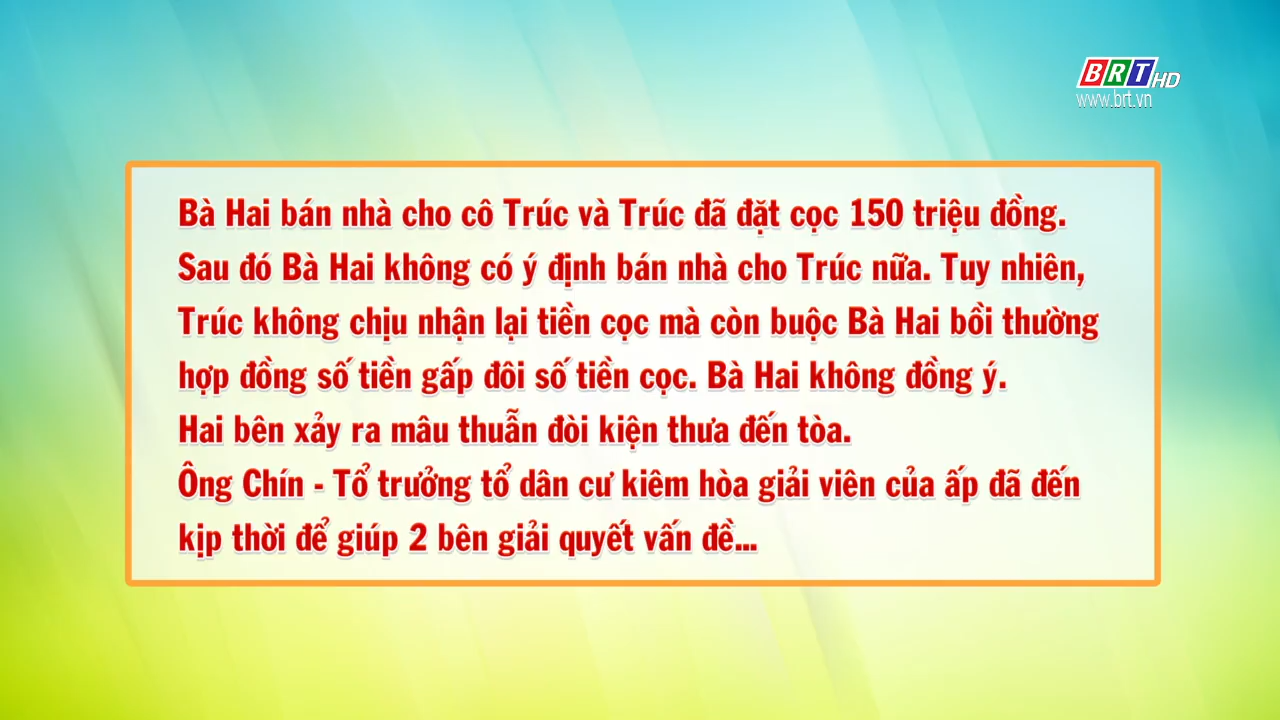 BRT HD
www.brt.vn
Bà Hai bán nhà cho cô Trúc và Trúc đã đặt cọc 150 triệu đồng.
Sau đó Bà Hai không có ý định bán nhà cho Trúc nữa. Tuy nhiên,
Trúc không chịu nhận lại tiền cọc mà còn buộc Bà Hai bồi thường
hợp đồng số tiền gấp đôi số tiền cọc. Bà Hai không đồng ý.
Hai bên xảy ra mâu thuẫn đòi kiện thưa đến tòa.
Ông Chín - Tổ trưởng tổ dân cư kiêm hòa giải viên của ấp đã đến
kịp thời để giúp 2 bên giải quyết vấn đề...